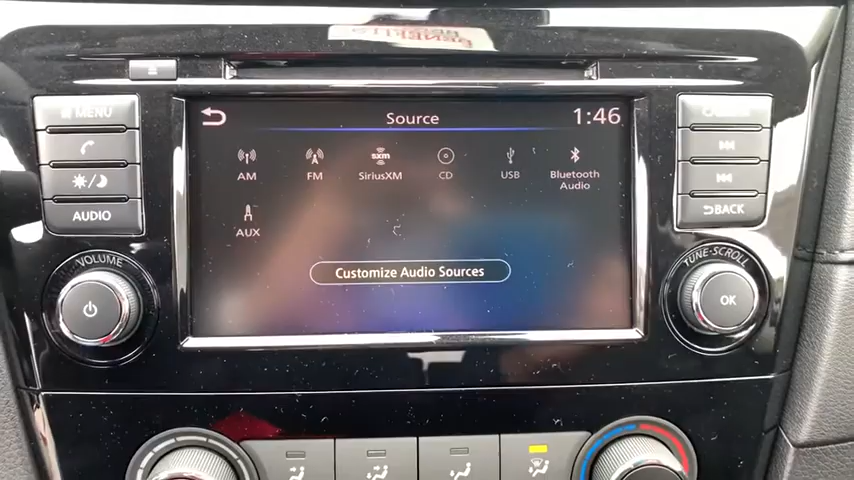 MENU
AUDIO
VOLUME
Source
1:46
AM
FM
SiriusXM
CD
USB
Bluetooth
Audio
AUX
Customize Audio Sources
BACK
TUNE·SCROLL
OK